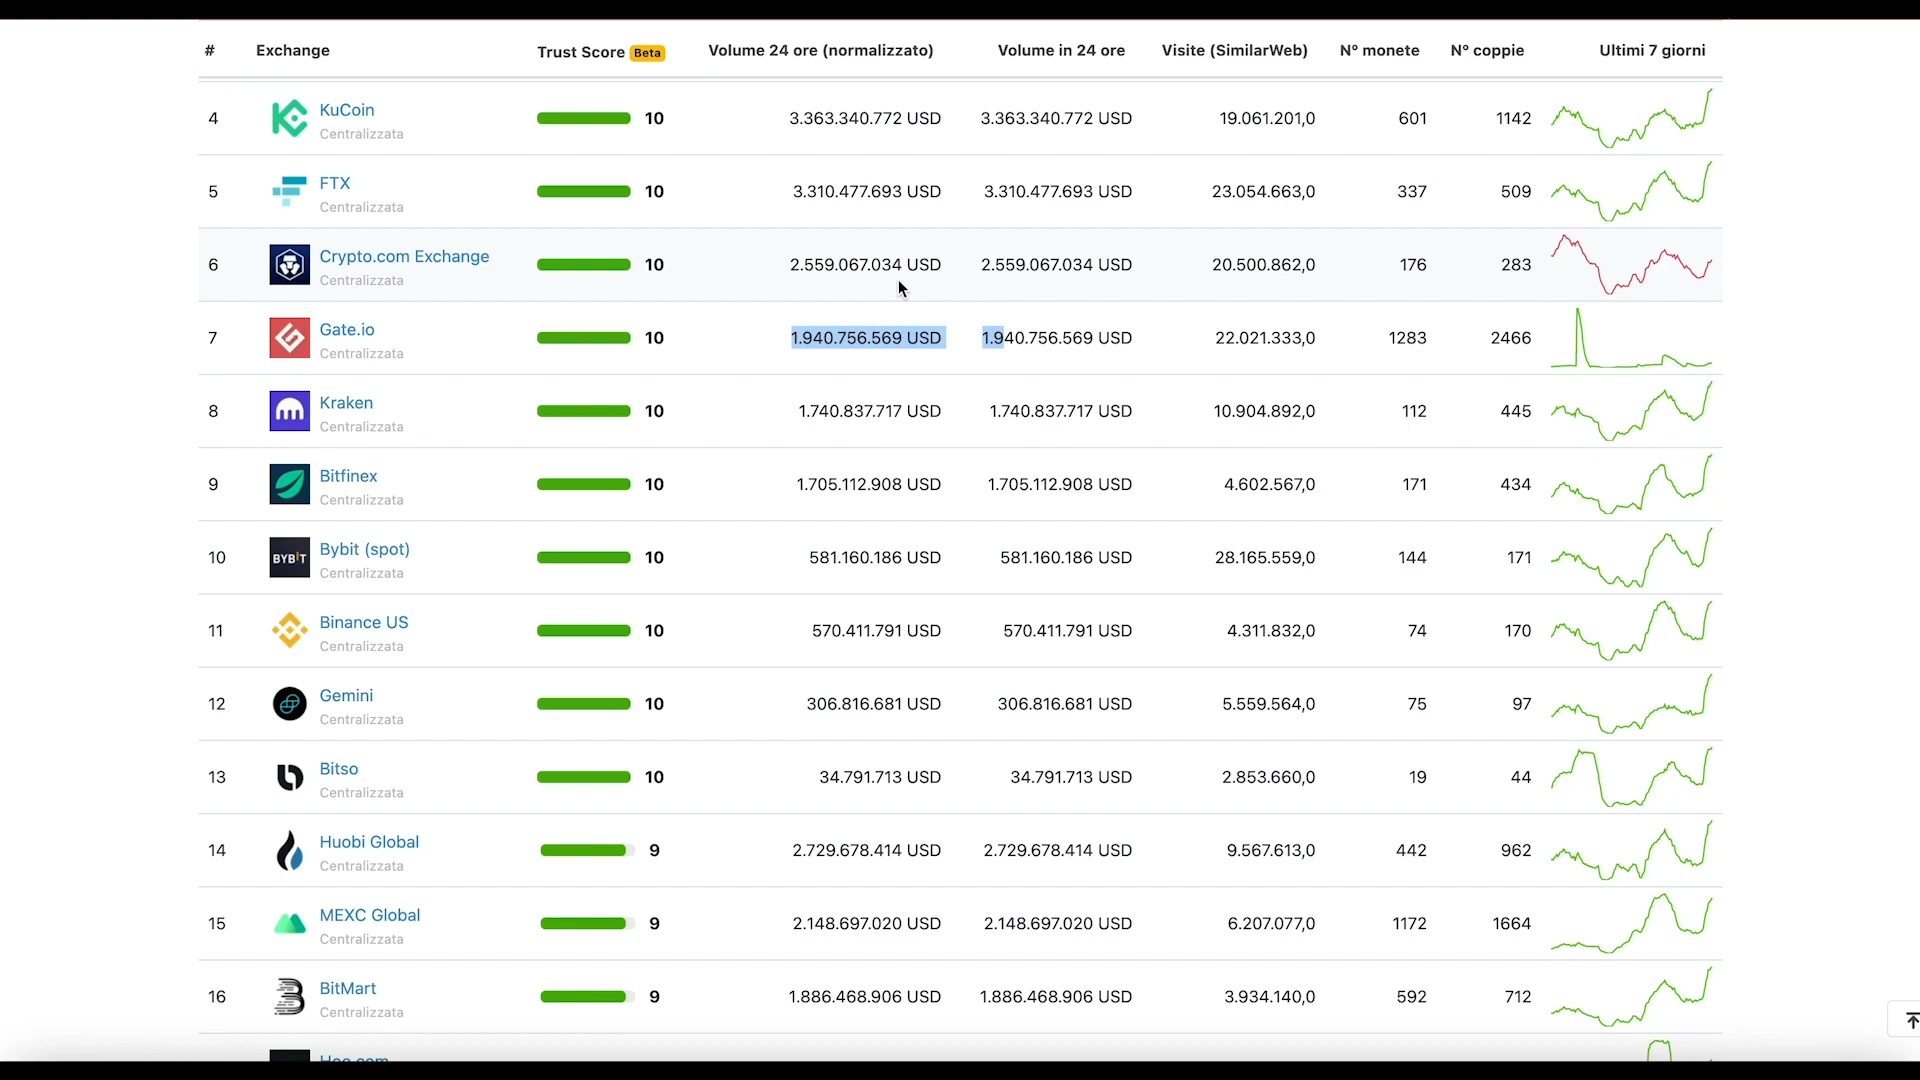 # Exchange Trust Score Beta Volume 24 ore (normalizzato) Volume in 24 ore Visite (SimilarWeb) N° monete N° coppie Ultimi 7 giorni
4 KuCoin 10 3.363.340.772 USD 3.363.340.772 USD 19.061.201,0 601 1142
Centralizzata
5 FTX 10 3.310.477.693 USD 3.310.477.693 USD 23.054.663,0 337 509
Centralizzata
6 Crypto.com Exchange 10 2.559.067.034 USD 2.559.067.034 USD 20.500.862,0 176 283
Centralizzata
7 Gate.io 10 1.940.756.569 USD 1.940.756.569 USD 22.021.333,0 1283 2466
Centralizzata
8 Kraken 10 1.740.837.717 USD 1.740.837.717 USD 10.904.892,0 112 445
Centralizzata
9 Bitfinex 10 1.705.112.908 USD 1.705.112.908 USD 4.602.567,0 171 434
Centralizzata
10 BYBIT Bybit (spot) 10 581.160.186 USD 581.160.186 USD 28.165.559,0 144 171
Centralizzata
11 Binance US 10 570.411.791 USD 570.411.791 USD 4.311.832,0 74 170
Centralizzata
12 Gemini 10 306.816.681 USD 306.816.681 USD 5.559.564,0 75 97
Centralizzata
13 Bitso 10 34.791.713 USD 34.791.713 USD 2.853.660,0 19 44
Centralizzata
14 Huobi Global 9 2.729.678.414 USD 2.729.678.414 USD 9.567.613,0 442 962
Centralizzata
15 MEXC Global 9 2.148.697.020 USD 2.148.697.020 USD 6.207.077,0 1172 1664
Centralizzata
16 BitMart 9 1.886.468.906 USD 1.886.468.906 USD 3.934.140,0 592 712
Centralizzata